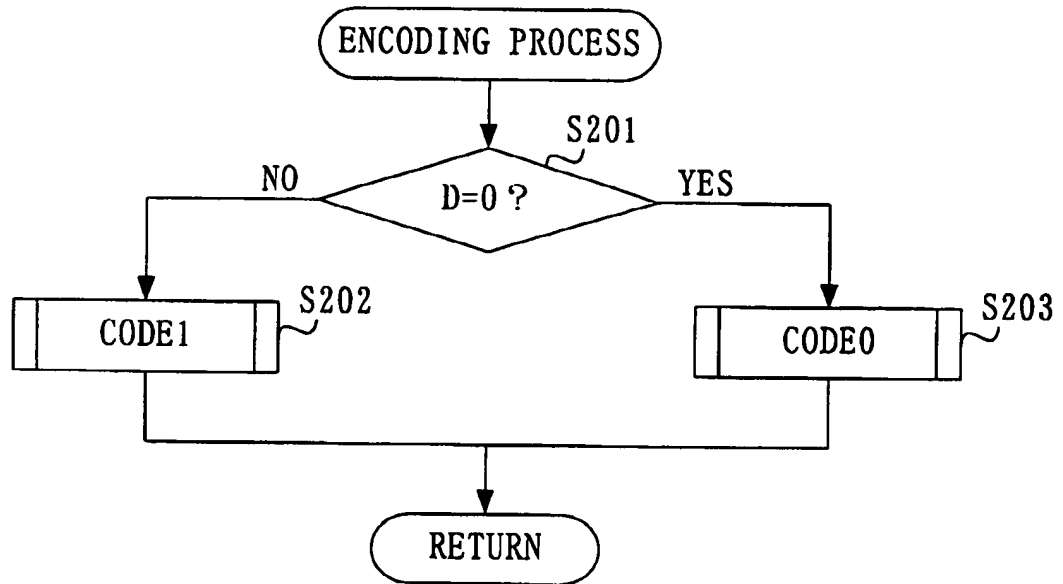 ENCODING PROCESS
S201
NO
D=0?
YES
S202
CODE1
S203
CODE0
RETURN